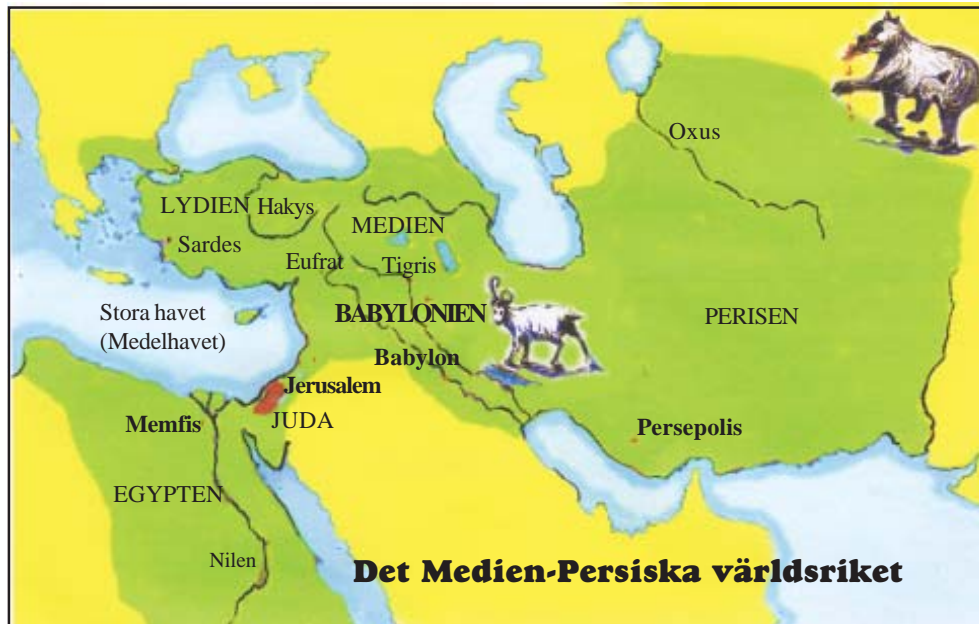 Oxus
LYDIEN
Hakys
MEDIEN
Sardes
Eufrat
Tigris
Stora havet
(Medelhavet)
BABYLONIEN
PERISEN
Babylon
Jerusalem
JUDA
Memfis
Persepolis
EGYPTEN
Nilen
Det Medien-Persiska världsriket